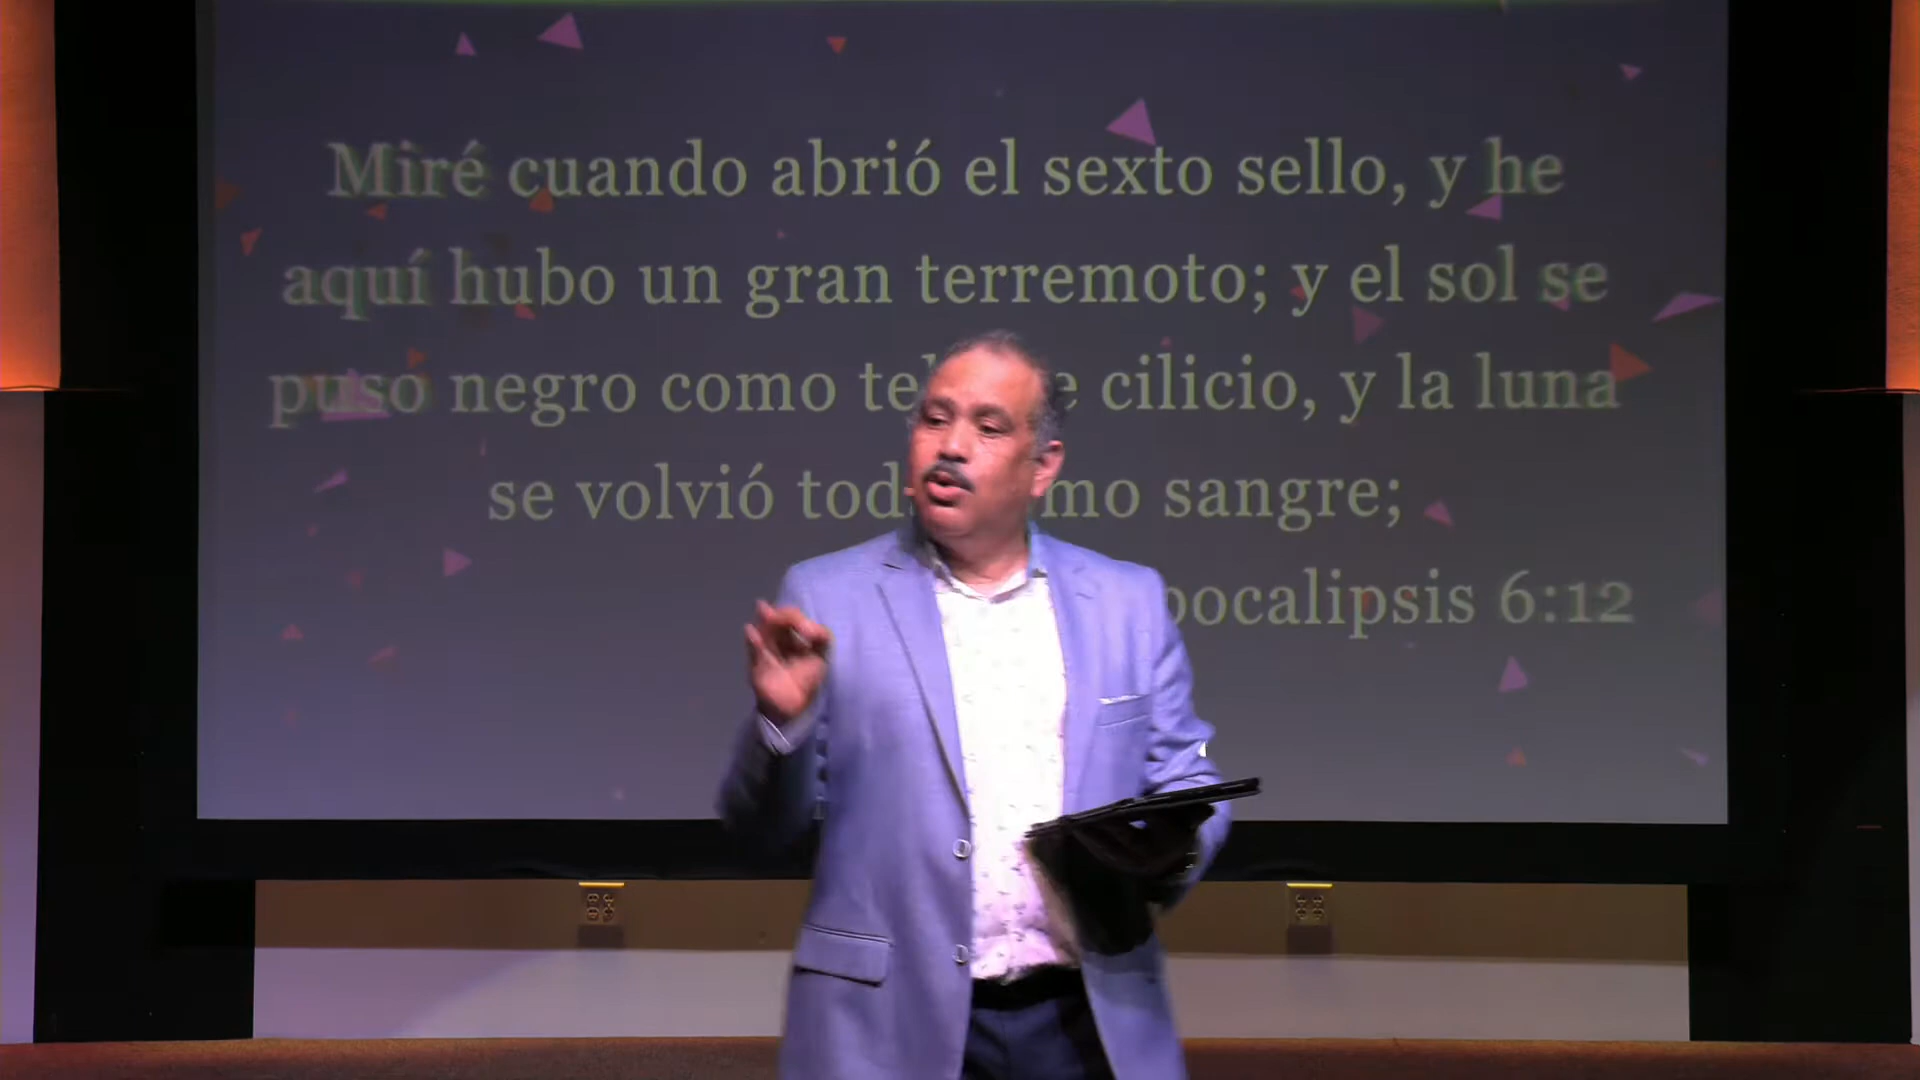 Miré cuando abrió el sexto sello, y he
aquí hubo un gran terremoto; y el sol se
puso negro como cilicio, y la luna
se volvió sangre;
6:12